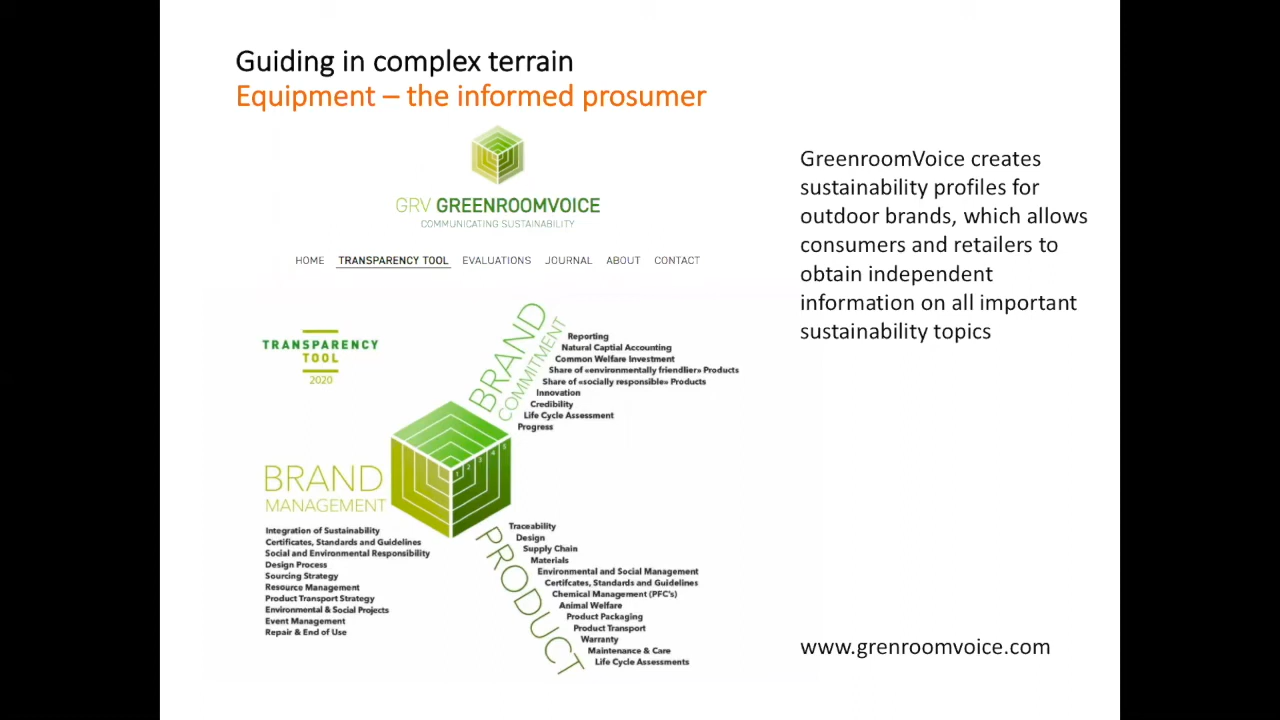 Guiding in complex terrain
Equipment – the informed prosumer
GRV GREENROOMVOICE
COMMUNICATING SUSTAINABILITY
HOME TRANSPARENCY TOOL EVALUATIONS JOURNAL ABOUT CONTACT
GreenroomVoice creates
sustainability profiles for
outdoor brands, which allows
consumers and retailers to
obtain independent
information on all important
sustainability topics
TRANSPARENCY
TOOL
2020
BRAND
COMMITMENT
Reporting
Natural Captial Accounting
Common Welfare Investment
Share of «environmentally friendlier» Products
Share of «socially responsible» Products
Innovation
Credibility
Life Cycle Assessment
Progress
1 2 3 4 5
BRAND
MANAGEMENT
Integration of Sustainability
Certificates, Standards and Guidelines
Social and Environmental Responsibility
Design Process
Sourcing Strategy
Resource Management
Product Transport Strategy
Environmental & Social Projects
Event Management
Repair & End of Use
PRODUCT
Traceability
Design
Supply Chain
Materials
Environmental and Social Management
Certifcates, Standards and Guidelines
Chemical Management (PFC's)
Animal Welfare
Product Packaging
Product Transport
Warranty
Maintenance & Care
Life Cycle Assessments
www.grenroomvoice.com